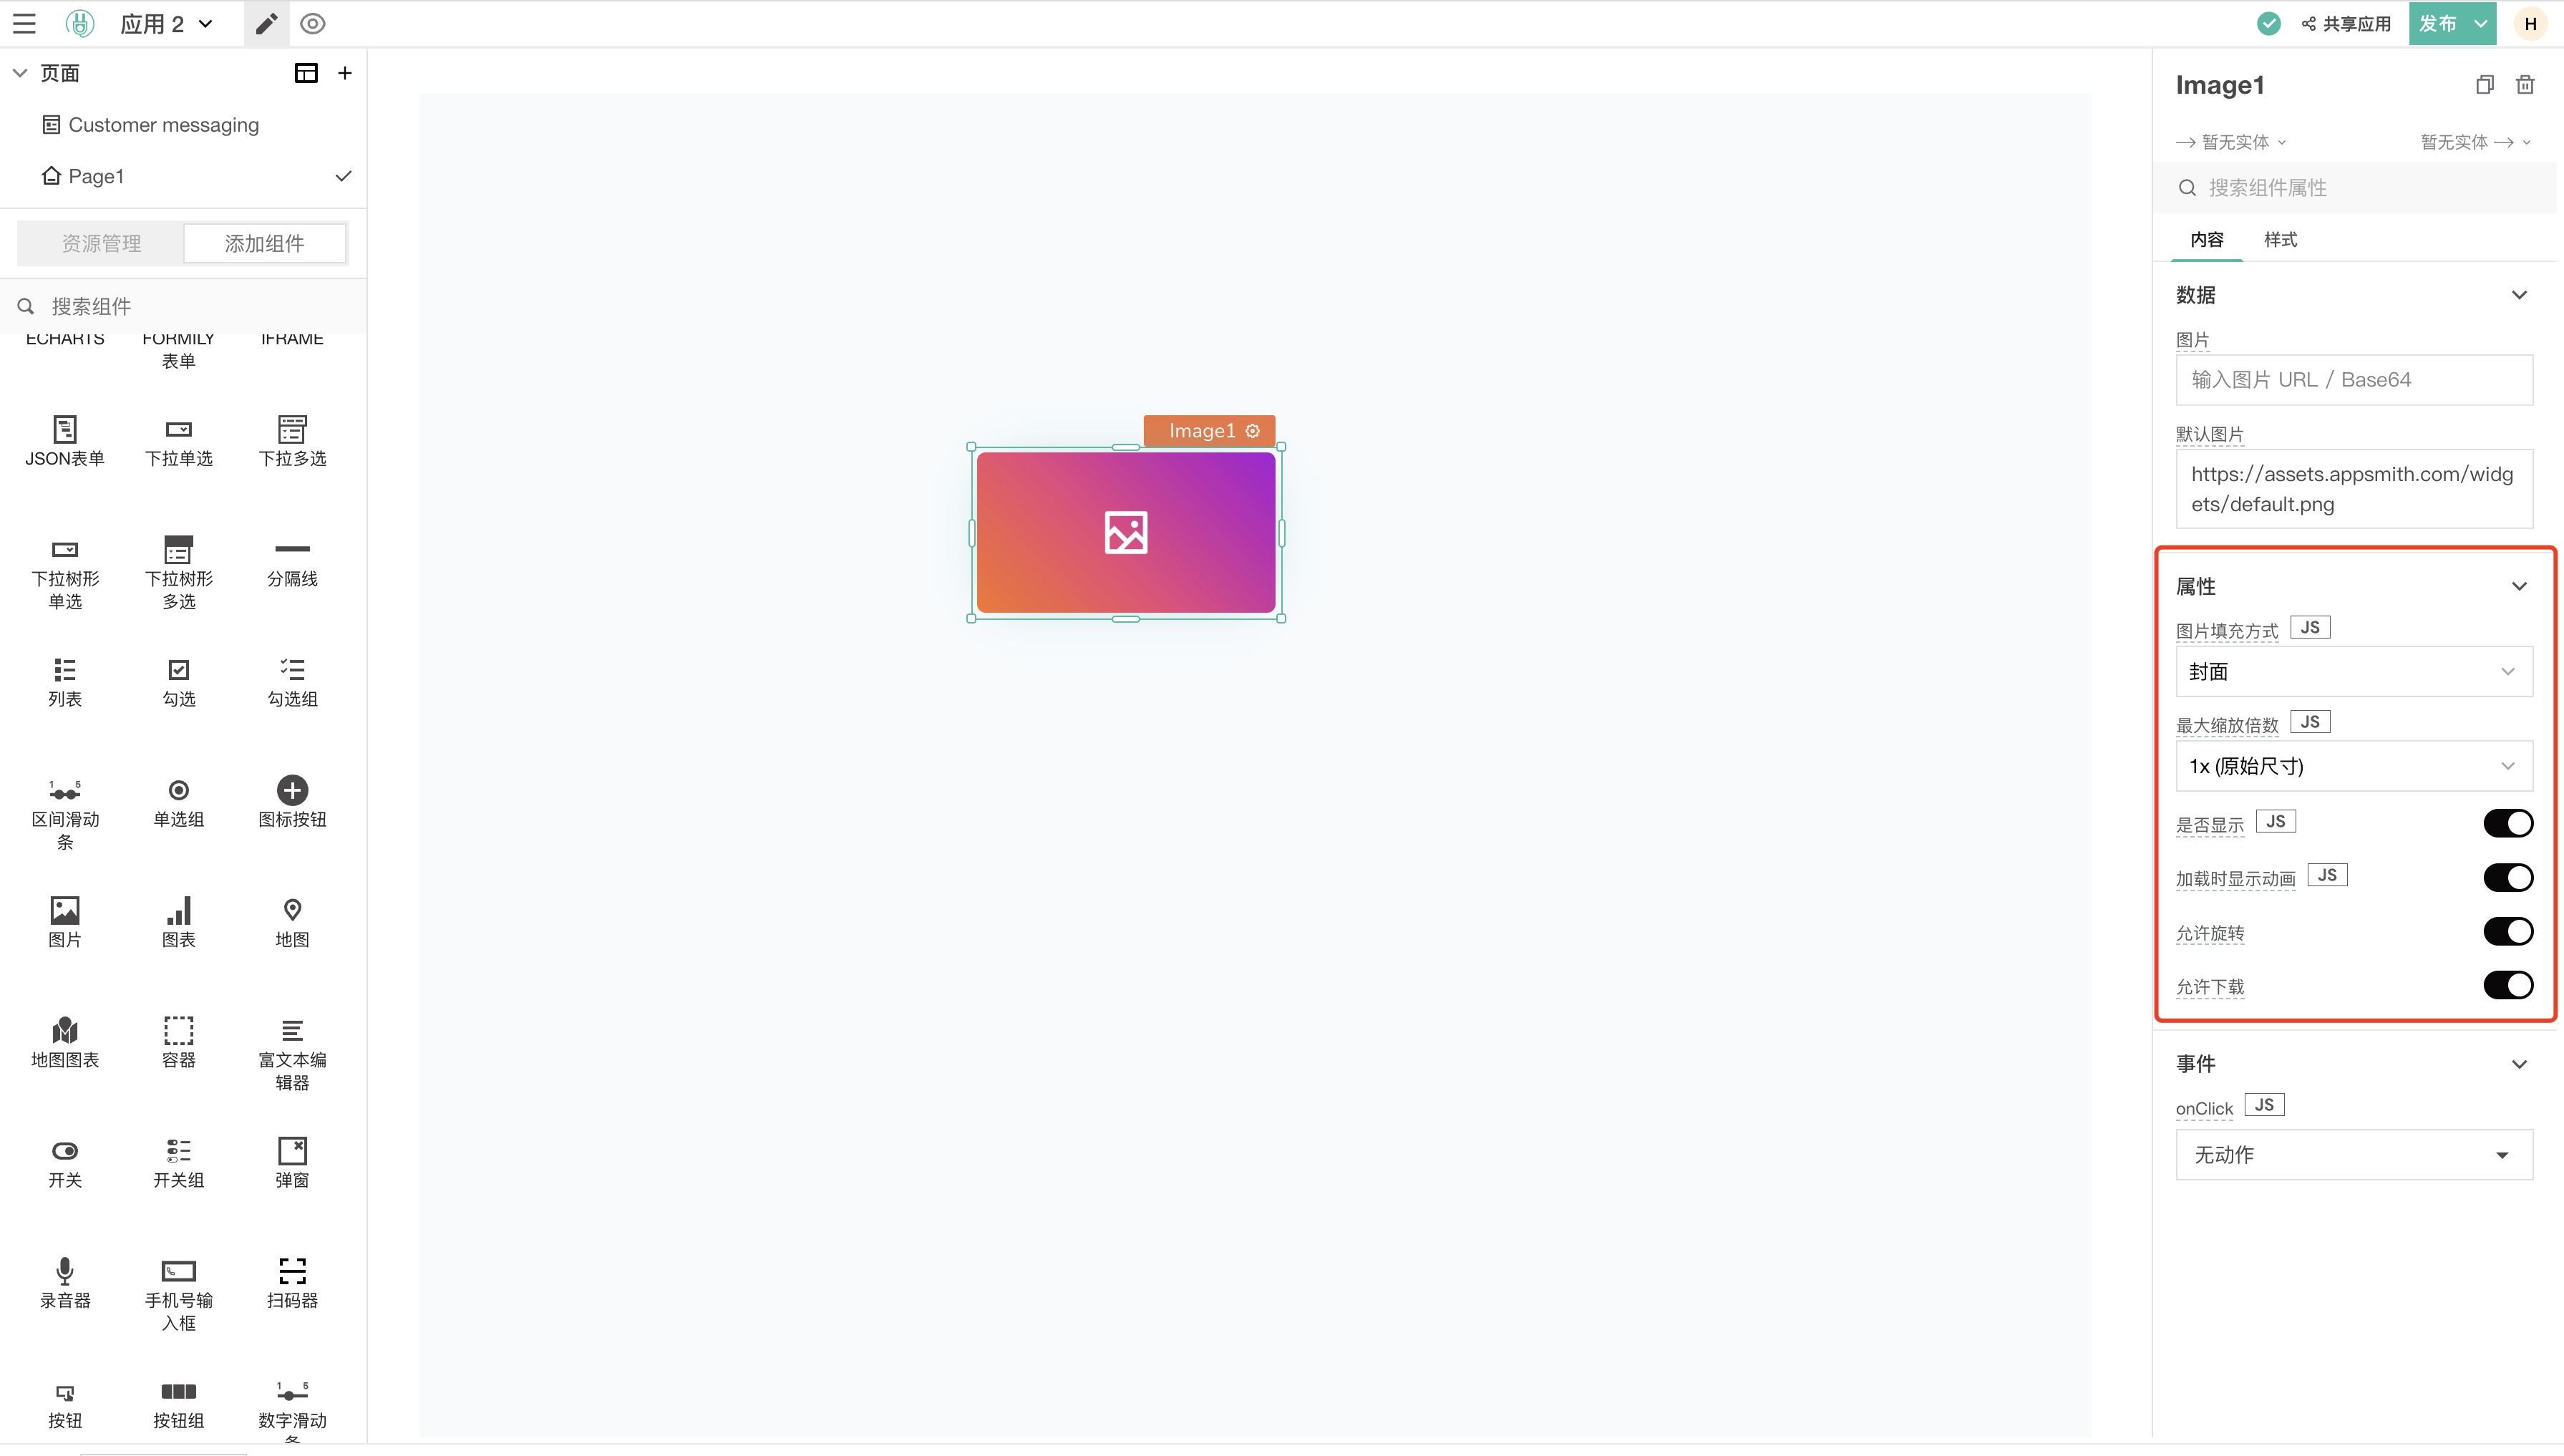 应用 2
共享应用
发布
H
页面
Customer messaging
Page1
资源管理
添加组件
搜索组件
ECHARTS
FORMILY
表单
IFRAME
JSON表单
下拉单选
下拉多选
下拉树形
单选
下拉树形
多选
分隔线
列表
勾选
勾选组
1 5
区间滑动
条
单选组
图标按钮
图片
图表
地图
地图图表
容器
富文本编
辑器
开关
开关组
弹窗
录音器
手机号输
入框
扫码器
按钮
按钮组
1 5
数字滑动
条
Image1
Image1
暂无实体
暂无实体
搜索组件属性
内容
样式
数据
图片
输入图片 URL / Base64
默认图片
https://assets.appsmith.com/widg
ets/default.png
属性
图片填充方式 JS
封面
最大缩放倍数 JS
1x (原始尺寸)
是否显示 JS
加载时显示动画 JS
允许旋转
允许下载
事件
onClick JS
无动作